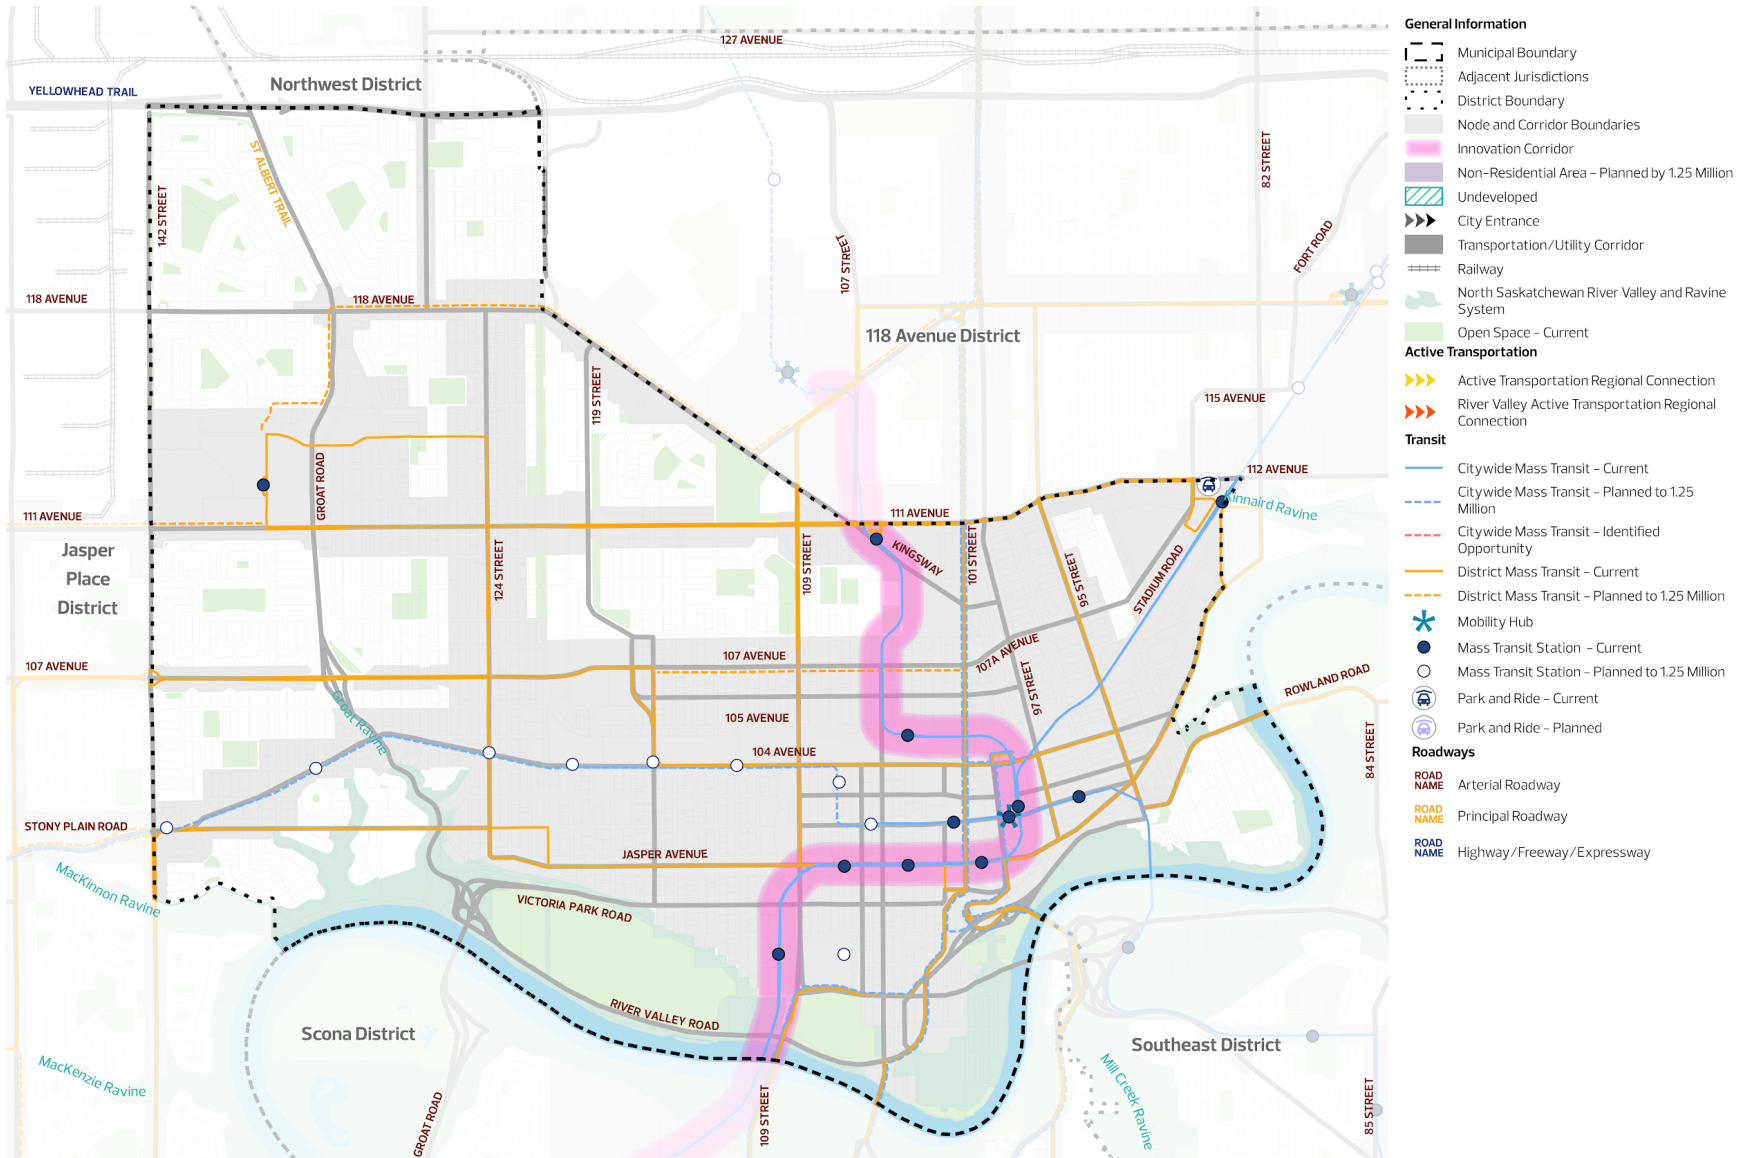 127 AVENUE
Northwest District
YELLOWHEAD TRAIL
ST ALBERT TRAIL
142 STREET
82 STREET
107 STREET
FORT ROAD
118 AVENUE
118 AVENUE
118 Avenue District
119 STREET
115 AVENUE
GROAT ROAD
112 AVENUE
Kinnaird Ravine
111 AVENUE
111 AVENUE
Jasper
Place
District
124 STREET
109 STREET
KINGSWAY
101 STREET
95 STREET
STADIUM ROAD
107 AVENUE
107 AVENUE
107A AVENUE
97 STREET
ROWLAND ROAD
Groat Ravine
105 AVENUE
104 AVENUE
84 STREET
STONY PLAIN ROAD
JASPER AVENUE
MacKinnon Ravine
VICTORIA PARK ROAD
RIVER VALLEY ROAD
Scona District
Southeast District
MacKenzie Ravine
Mill Creek Ravine
GROAT ROAD
109 STREET
85 STREET
General Information
Municipal Boundary
Adjacent Jurisdictions
District Boundary
Node and Corridor Boundaries
Innovation Corridor
Non-Residential Area - Planned by 1.25 Million
Undeveloped
City Entrance
Transportation/Utility Corridor
Railway
North Saskatchewan River Valley and Ravine
System
Open Space - Current
Active Transportation
Active Transportation Regional Connection
River Valley Active Transportation Regional
Connection
Transit
Citywide Mass Transit - Current
Citywide Mass Transit - Planned to 1.25
Million
Citywide Mass Transit - Identified
Opportunity
District Mass Transit - Current
District Mass Transit - Planned to 1.25 Million
Mobility Hub
Mass Transit Station - Current
Mass Transit Station - Planned to 1.25 Million
Park and Ride - Current
Park and Ride - Planned
Roadways
ROAD
NAME
Arterial Roadway
ROAD
NAME
Principal Roadway
ROAD
NAME
Highway/Freeway/Expressway